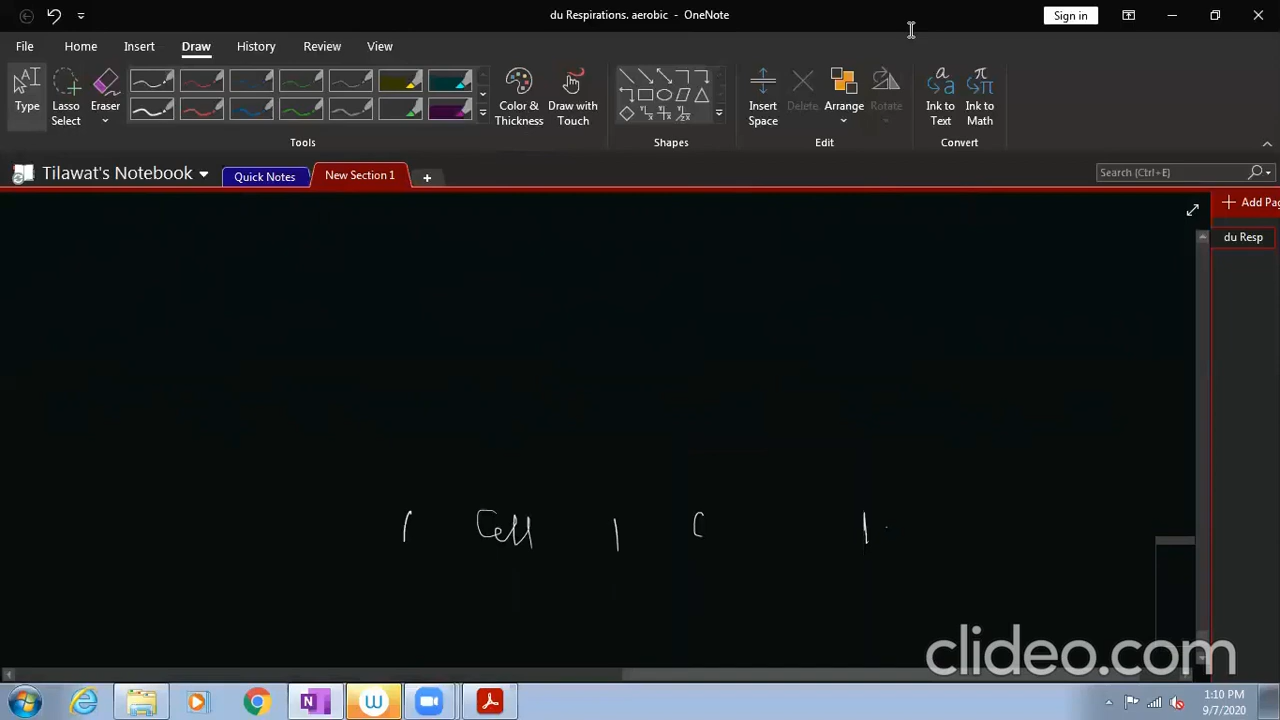 du Respirations. aerobic - OneNote
Sign in
File Home Insert Draw History Review View
Type
Lasso Select
Eraser
Color & Thickness
Draw with Touch
Insert Space
Delete
Arrange
Rotate
Ink to Text
Ink to Math
Tools Shapes Edit Convert
Tilawat's Notebook Quick Notes New Section 1 + Search (Ctrl+E)
+ Add Pag
du Resp
1 Cell 1 C 1
clideo.com
1:10 PM
9/7/2020